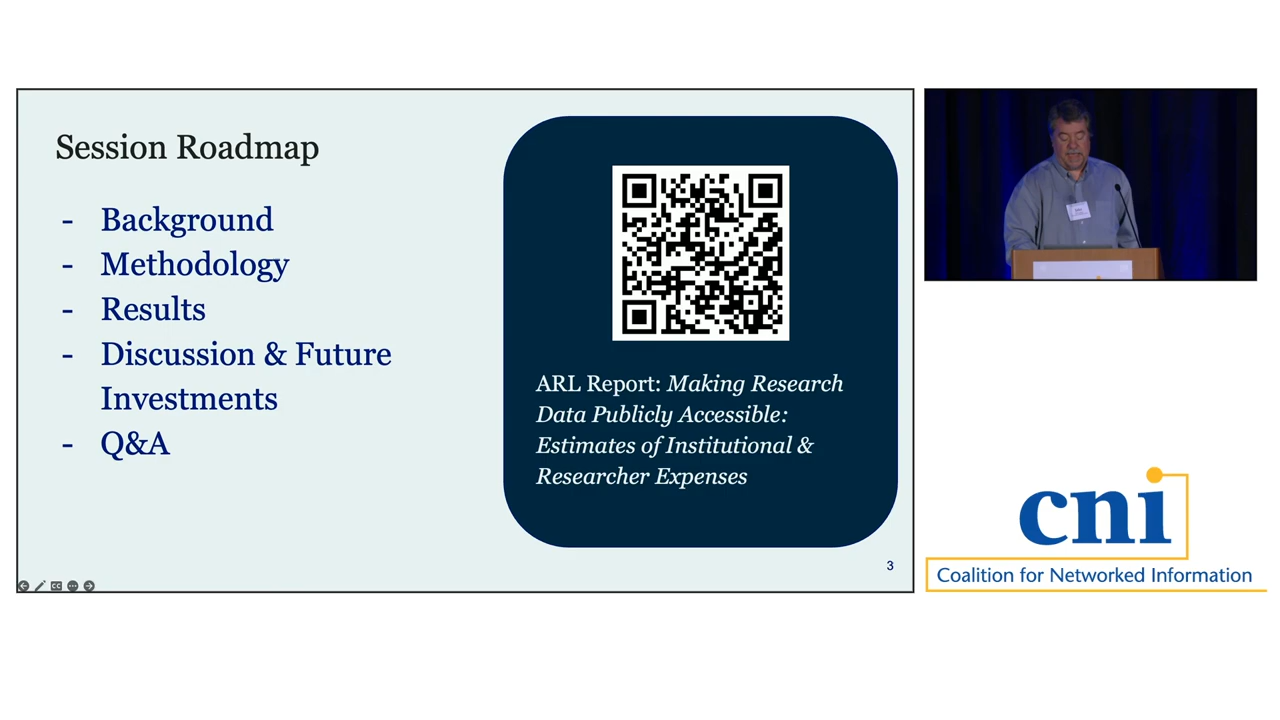 Session Roadmap
- Background
- Methodology
- Results
- Discussion & Future
Investments
- Q&A
ARL Report: Making Research
Data Publicly Accessible:
Estimates of Institutional &
Researcher Expenses
3
CC
cni
Coalition for Networked Information